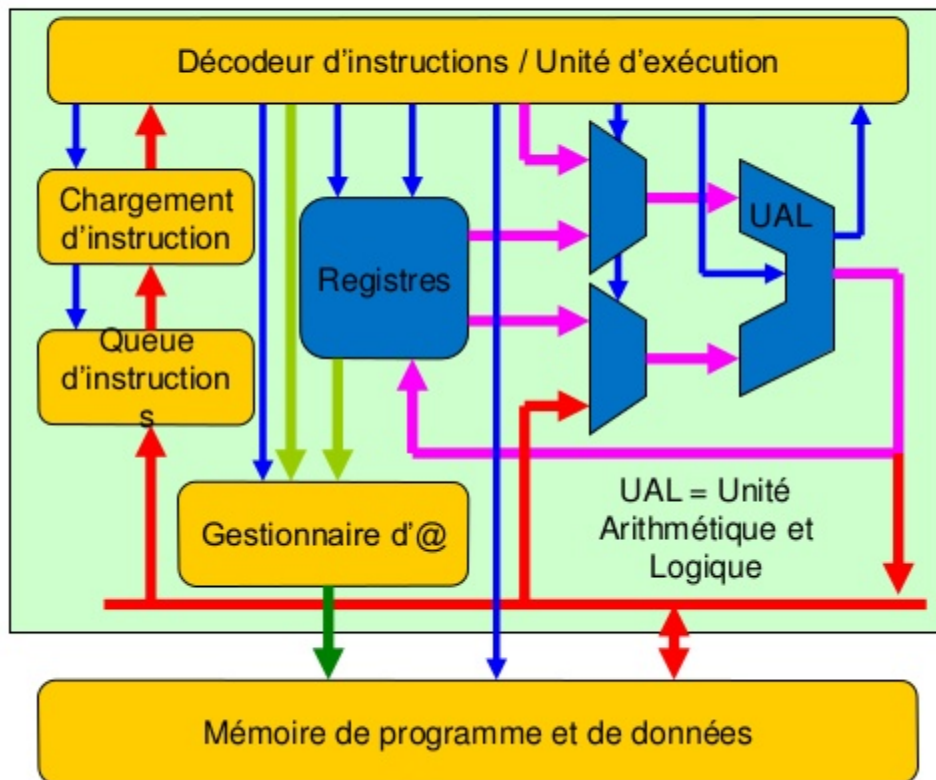 Décodeur d'instructions / Unité d'exécution
Chargement
d'instruction
UAL
Registres
Queue
d'instruction
s
UAL = Unité
Arithmétique et
Logique
Gestionnaire d'@
Mémoire de programme et de données